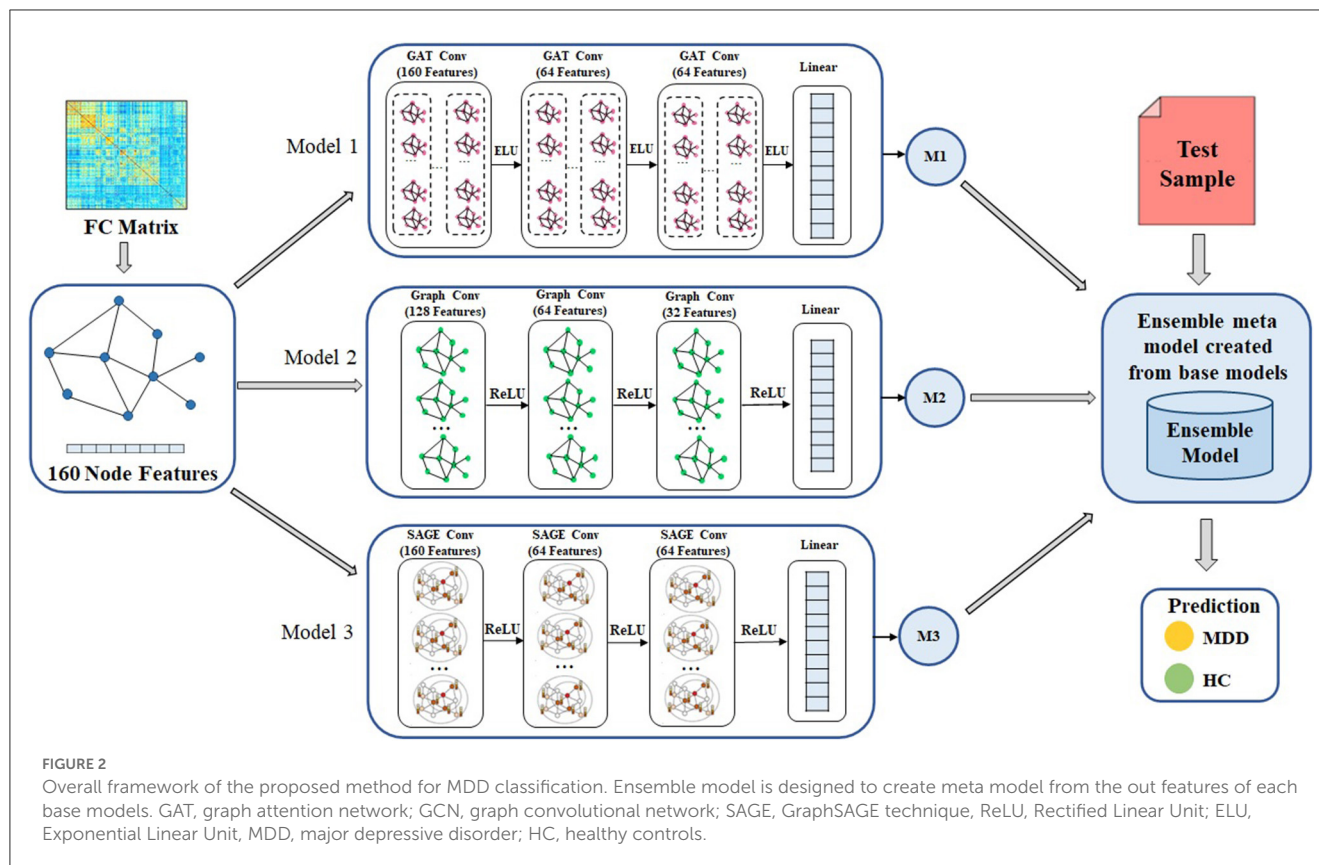 FC Matrix
160 Node Features
Model 1
GAT Conv
(160 Features)
ELU
GAT Conv
(64 Features)
ELU
GAT Conv
(64 Features)
ELU
Linear
M1
Model 2
Graph Conv
(128 Features)
ReLU
Graph Conv
(64 Features)
ReLU
Graph Conv
(32 Features)
ReLU
Linear
M2
Model 3
SAGE Conv
(160 Features)
ReLU
SAGE Conv
(64 Features)
ReLU
SAGE Conv
(64 Features)
ReLU
Linear
M3
Test
Sample
Ensemble meta
model created
from base models
Ensemble
Model
Prediction
MDD
HC
FIGURE 2
Overall framework of the proposed method for MDD classification. Ensemble model is designed to create meta model from the out features of each
base models. GAT, graph attention network; GCN, graph convolutional network; SAGE, GraphSAGE technique, ReLU, Rectified Linear Unit; ELU,
Exponential Linear Unit, MDD, major depressive disorder; HC, healthy controls.